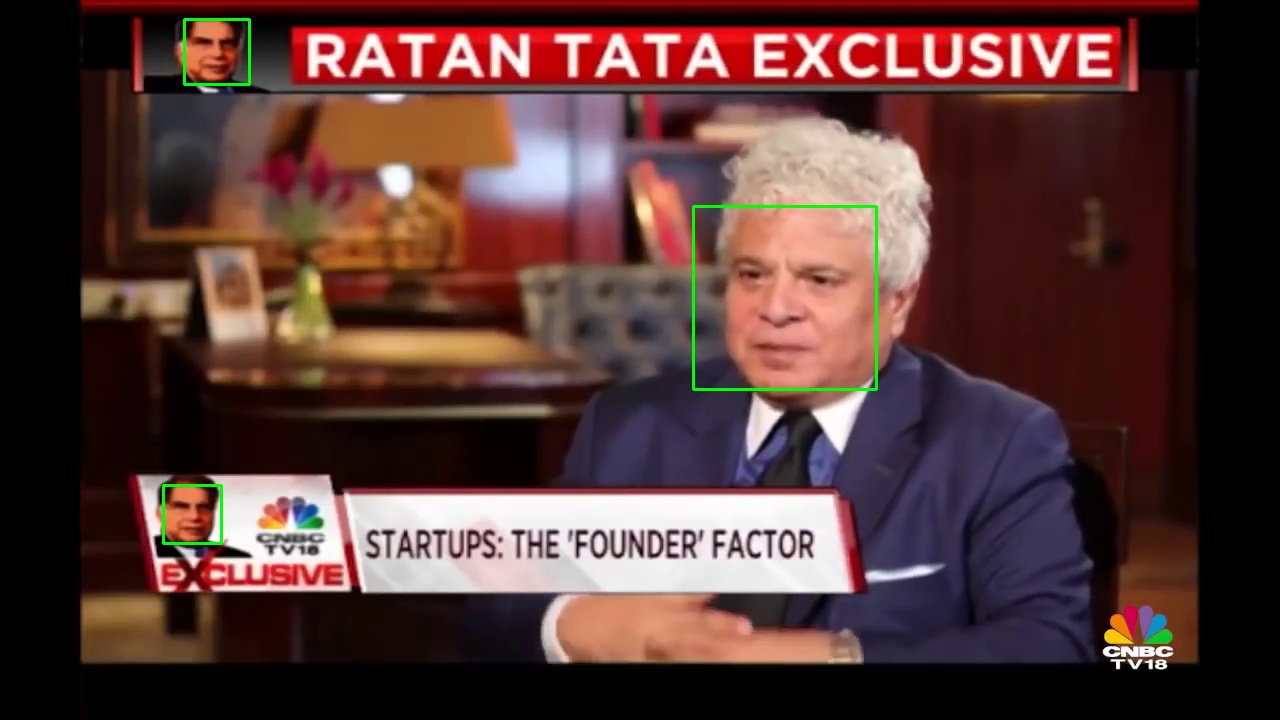 RATAN TATA EXCLUSIVE
CNBC
TV18
EXCLUSIVE
STARTUPS: THE 'FOUNDER' FACTOR
CNBC
TV18